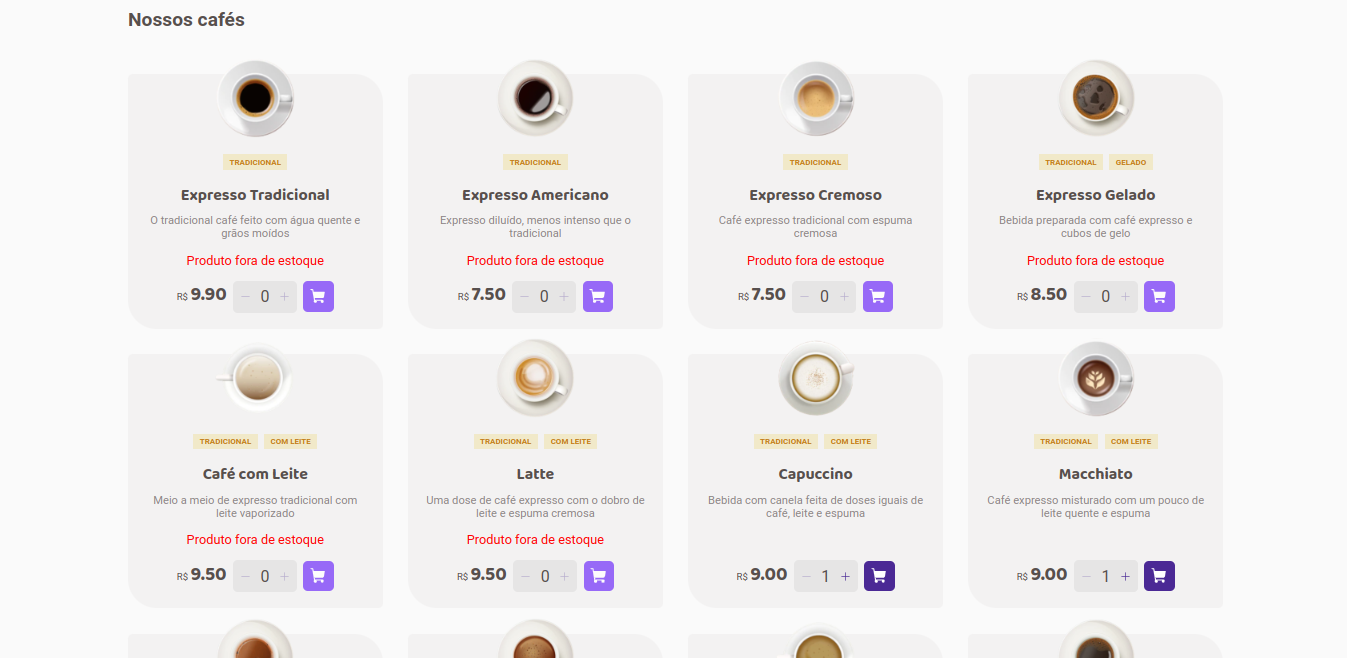 Nossos cafés
TRADICIONAL
Expresso Tradicional
O tradicional café feito com água quente e
grãos moídos
Produto fora de estoque
R$ 9.90 − 0 +
TRADICIONAL
Expresso Americano
Expresso diluído, menos intenso que o
tradicional
Produto fora de estoque
R$ 7.50 − 0 +
TRADICIONAL
Expresso Cremoso
Café expresso tradicional com espuma
cremosa
Produto fora de estoque
R$ 7.50 − 0 +
TRADICIONAL GELADO
Expresso Gelado
Bebida preparada com café expresso e
cubos de gelo
Produto fora de estoque
R$ 8.50 − 0 +
TRADICIONAL COM LEITE
Café com Leite
Meio a meio de expresso tradicional com
leite vaporizado
Produto fora de estoque
R$ 9.50 − 0 +
TRADICIONAL COM LEITE
Latte
Uma dose de café expresso com o dobro de
leite e espuma cremosa
Produto fora de estoque
R$ 9.50 − 0 +
TRADICIONAL COM LEITE
Capuccino
Bebida com canela feita de doses iguais de
café, leite e espuma
R$ 9.00 − 1 +
TRADICIONAL COM LEITE
Macchiato
Café expresso misturado com um pouco de
leite quente e espuma
R$ 9.00 − 1 +